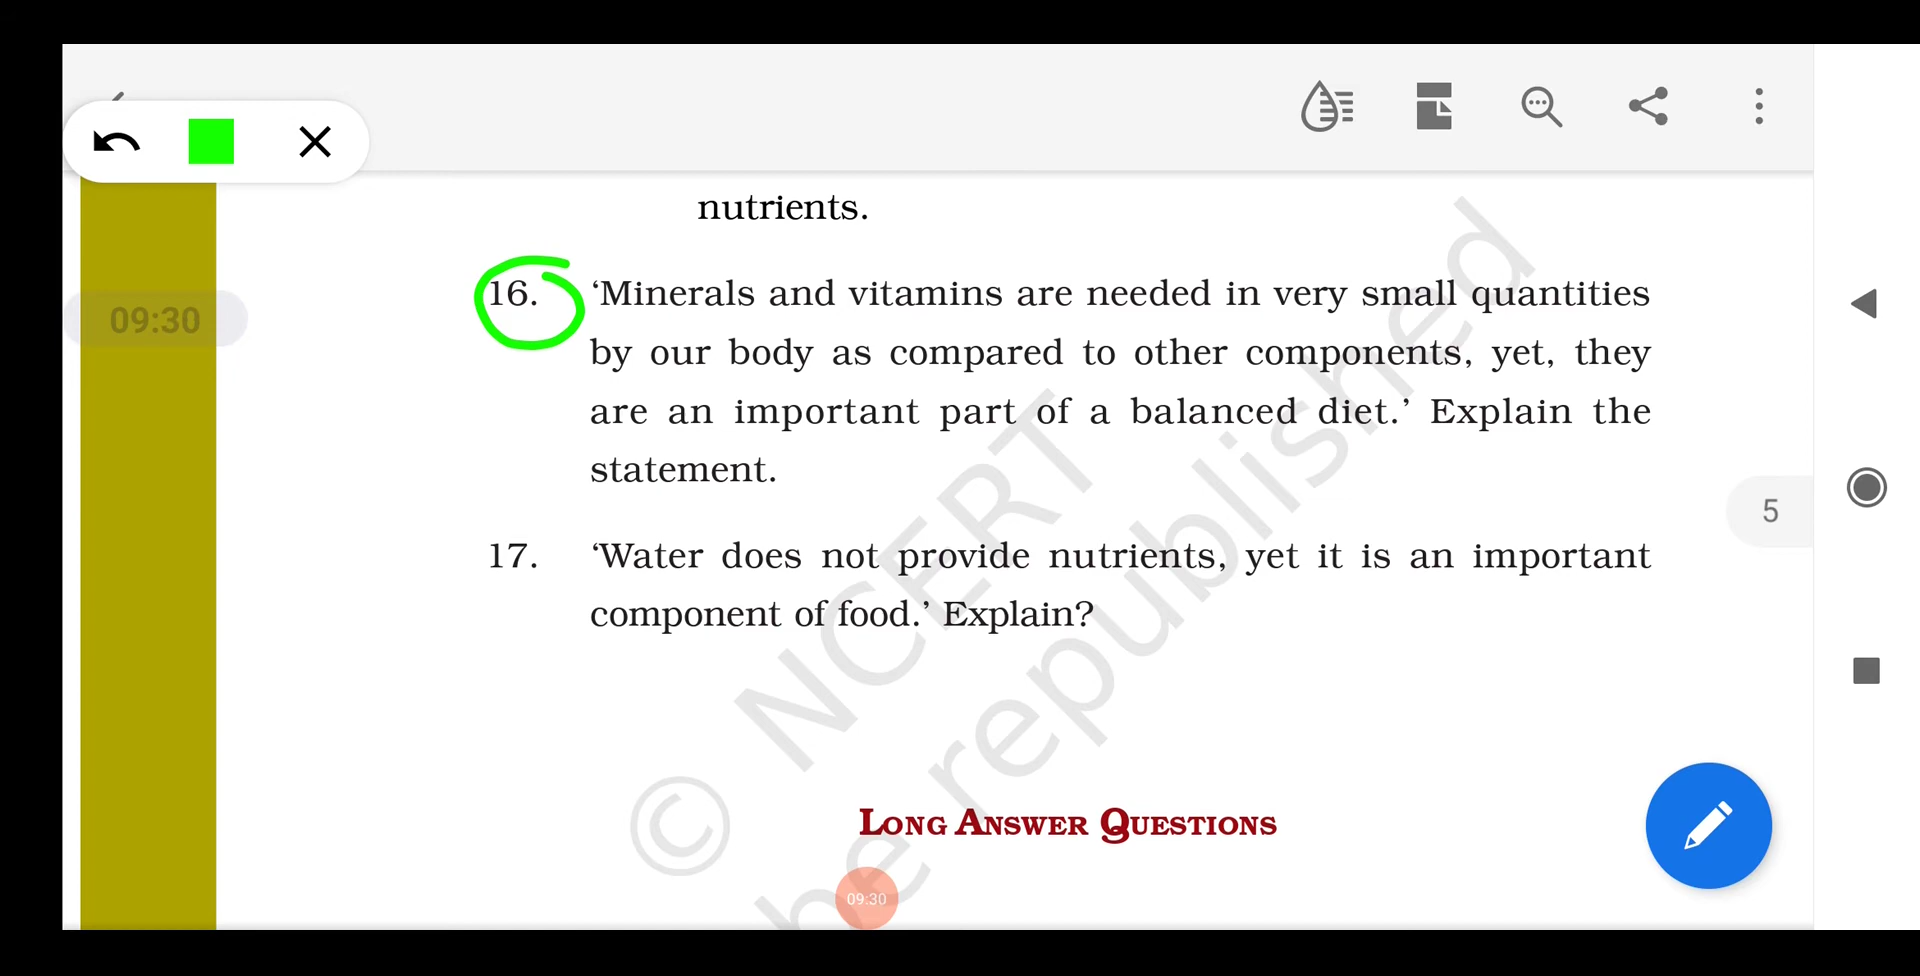 nutrients.
16. ‘Minerals and vitamins are needed in very small quantities
by our body as compared to other components, yet, they
are an important part of a balanced diet.’ Explain the
statement.
09:30
5
17. ‘Water does not provide nutrients, yet it is an important
component of food.’ Explain?
© NCERT
be republished
LONG ANSWER QUESTIONS
09:30